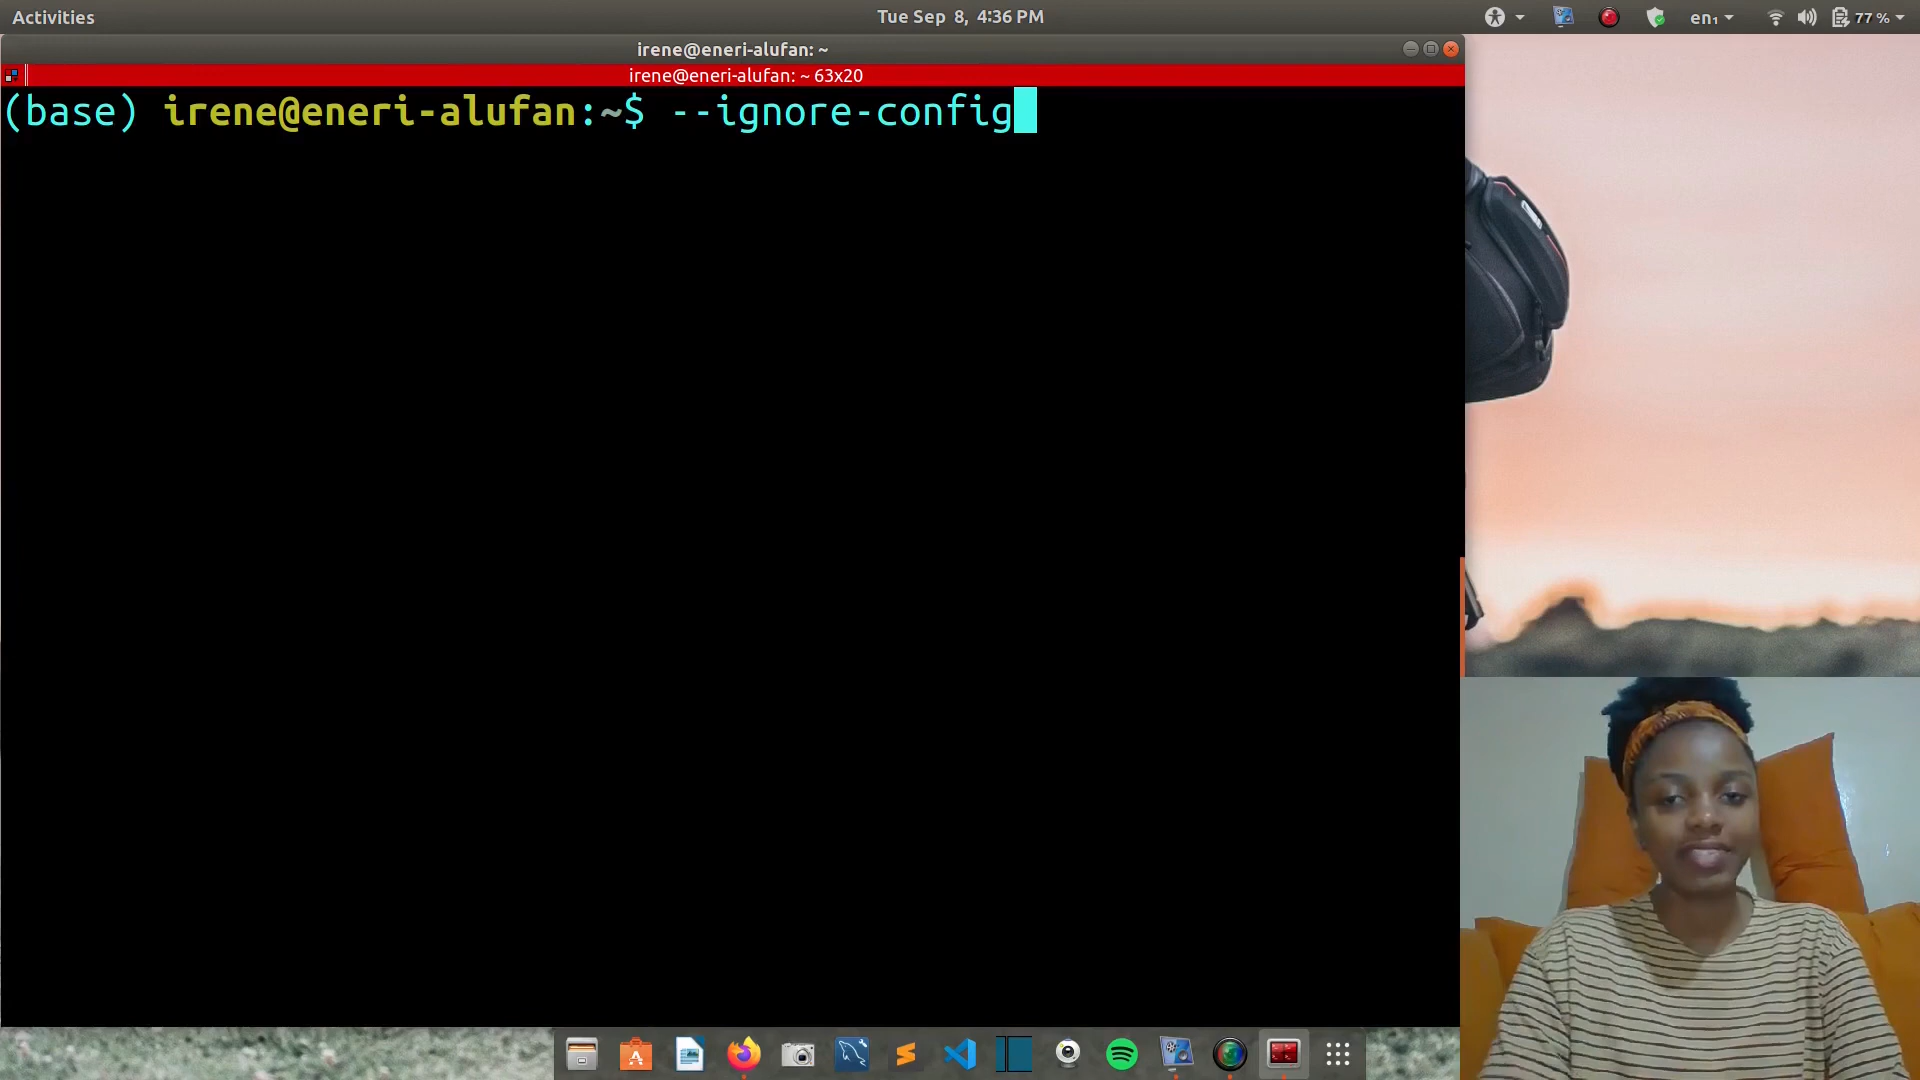 Activities
Tue Sep 8, 4:36 PM
en₁
77 %
irene@eneri-alufan: ~
irene@eneri-alufan: ~ 63x20
(base) irene@eneri-alufan:~$ --ignore-config